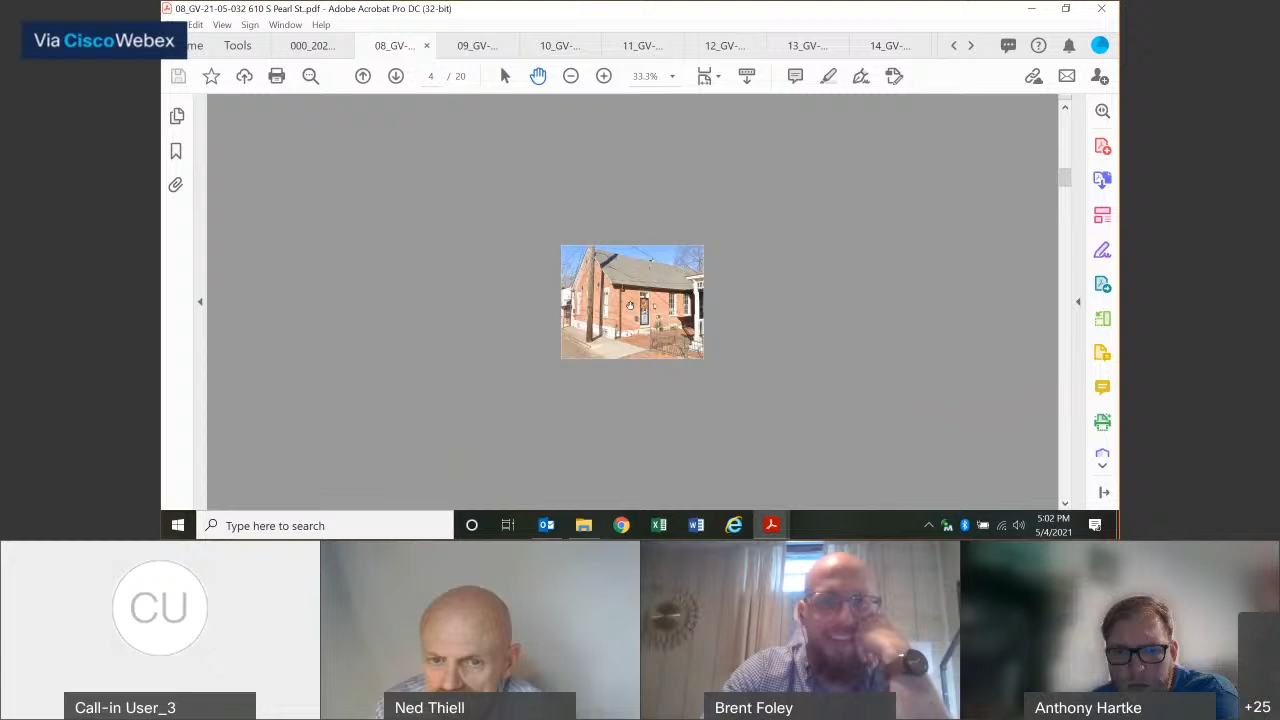 08_GV-21-05-032 610 S Pearl St..pdf - Adobe Acrobat Pro DC (32-bit)
Via CiscoWebex
Edit View Sign Window Help
me Tools 000_202... 08_GV-... × 09_GV-... 10_GV-... 11_GV-... 12_GV-... 13_GV-... 14_GV-...
4 / 20 33.3%
Type here to search
5:02 PM
5/4/2021
CU
Call-in User_3 Ned Thiell Brent Foley Anthony Hartke +25